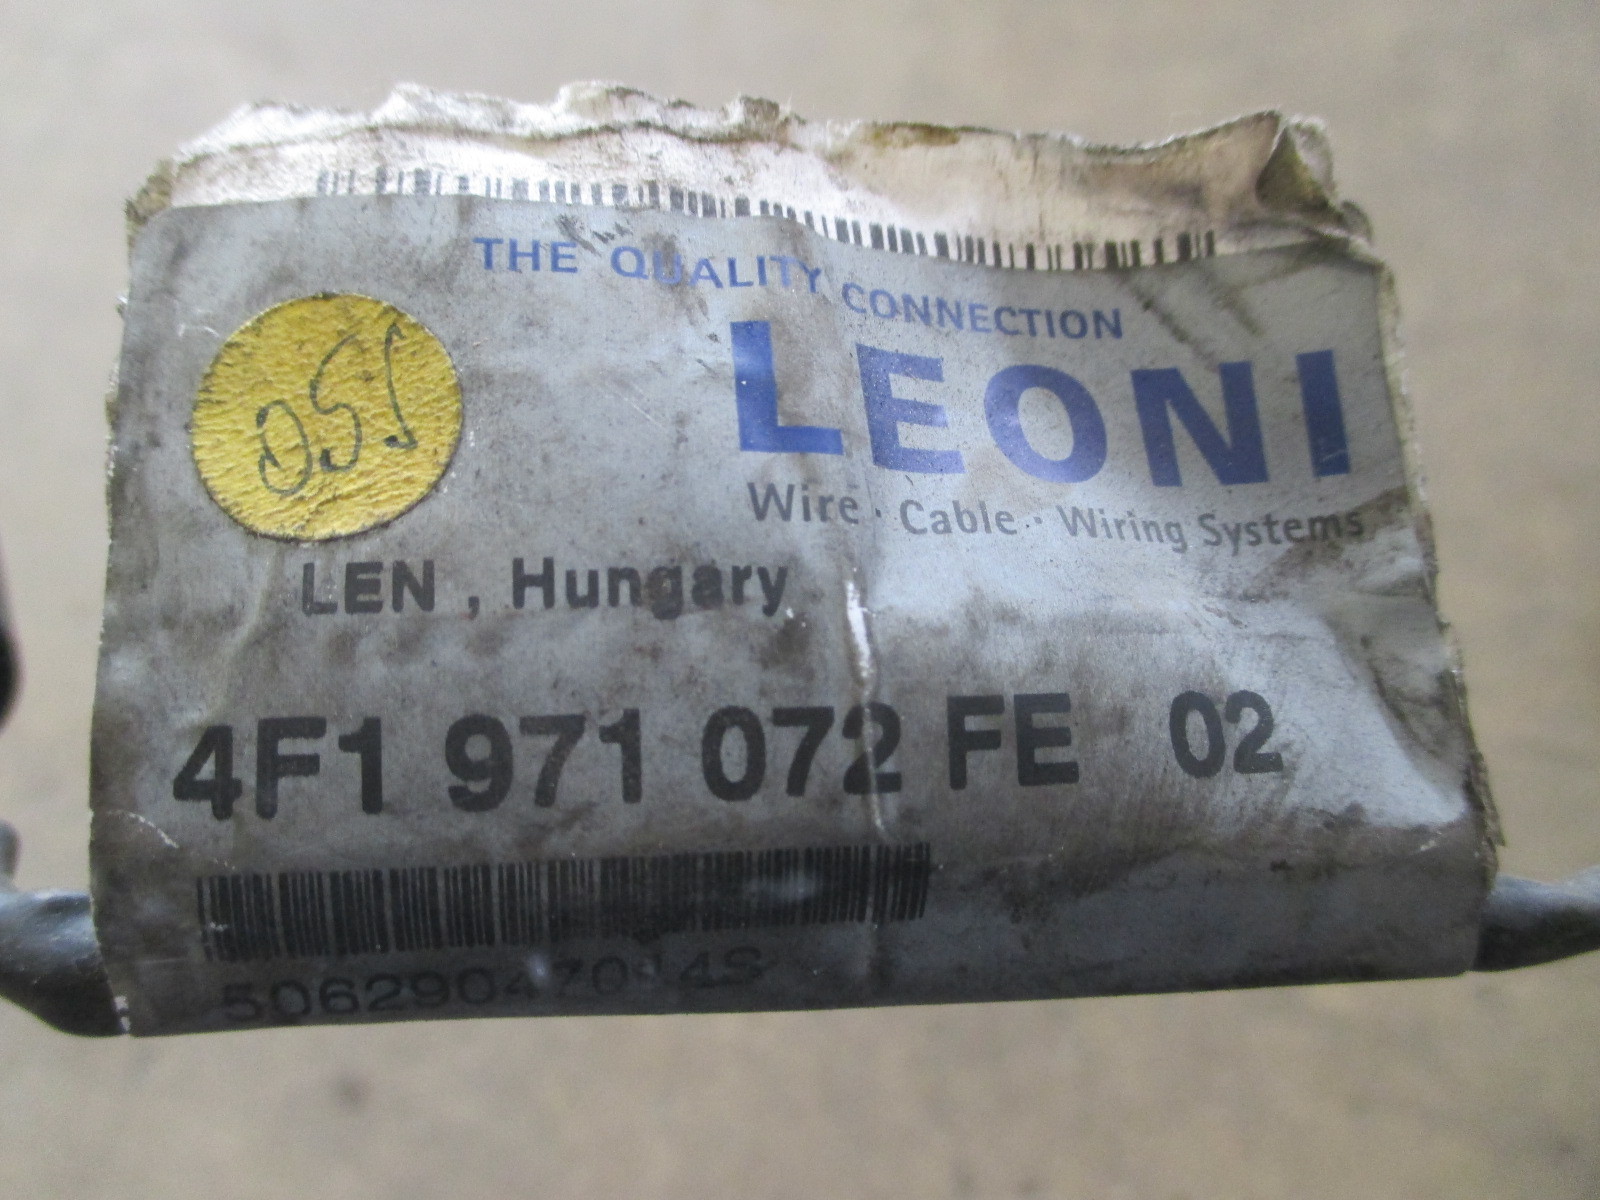 THE QUALITY CONNECTION
LEONI
Wire · Cable · Wiring Systems
LEN , Hungary
4F1 971 072 FE 02